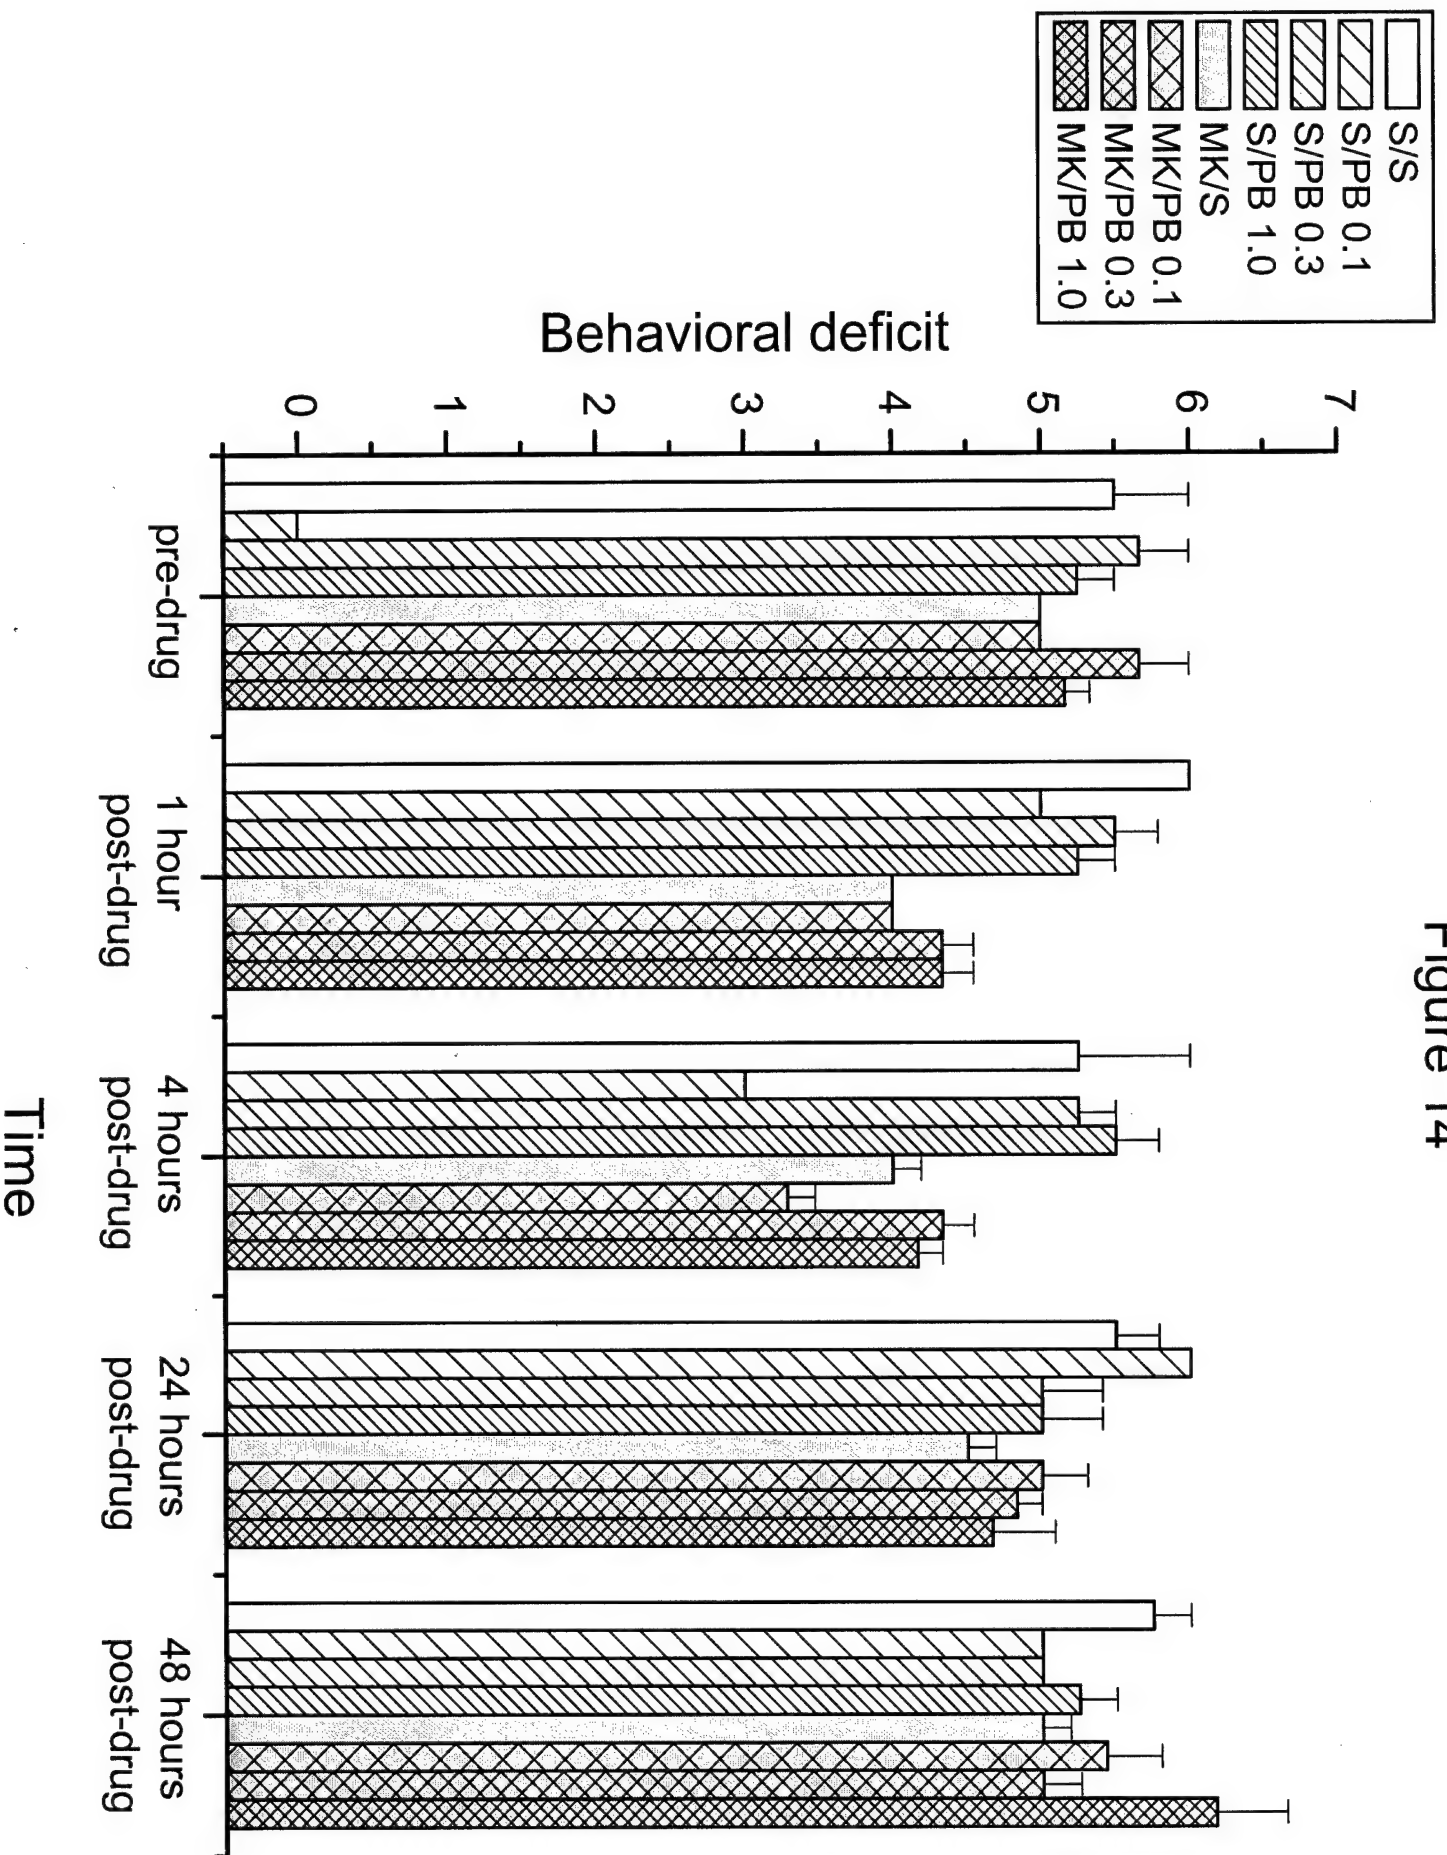 Figure 14
S/S
S/PB 0.1
S/PB 0.3
S/PB 1.0
MK/S
MK/PB 0.1
MK/PB 0.3
MK/PB 1.0
Behavioral deficit
7
6
5
4
3
2
1
0
pre-drug
1 hour
post-drug
4 hours
post-drug
24 hours
post-drug
48 hours
post-drug
Time